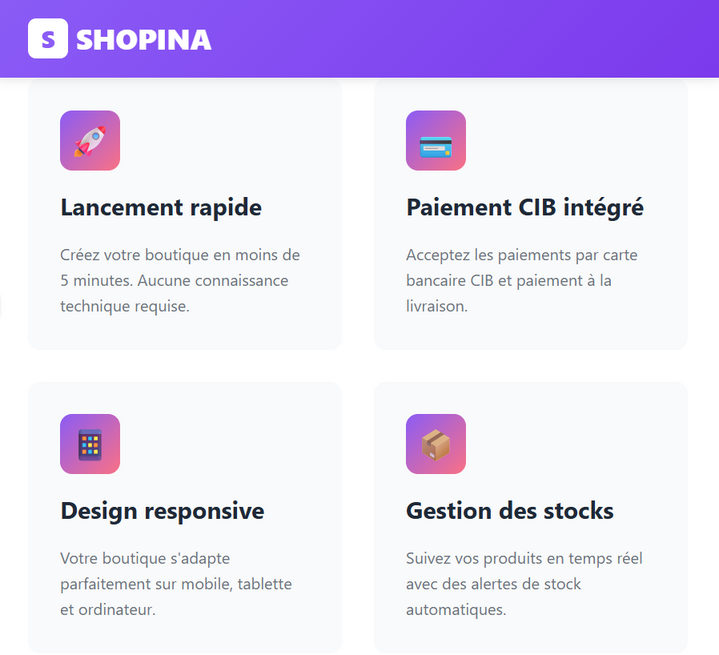 S SHOPINA
Lancement rapide
Créez votre boutique en moins de
5 minutes. Aucune connaissance
technique requise.
Paiement CIB intégré
Acceptez les paiements par carte
bancaire CIB et paiement à la
livraison.
Design responsive
Votre boutique s'adapte
parfaitement sur mobile, tablette
et ordinateur.
Gestion des stocks
Suivez vos produits en temps réel
avec des alertes de stock
automatiques.